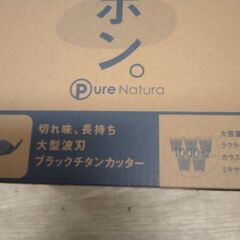 ポン。
Pure Natura
切れ味、長持ち
大型波刃
ブラックチタンカッター
1000
大容量
ラクラ
ガラス
ミキサ